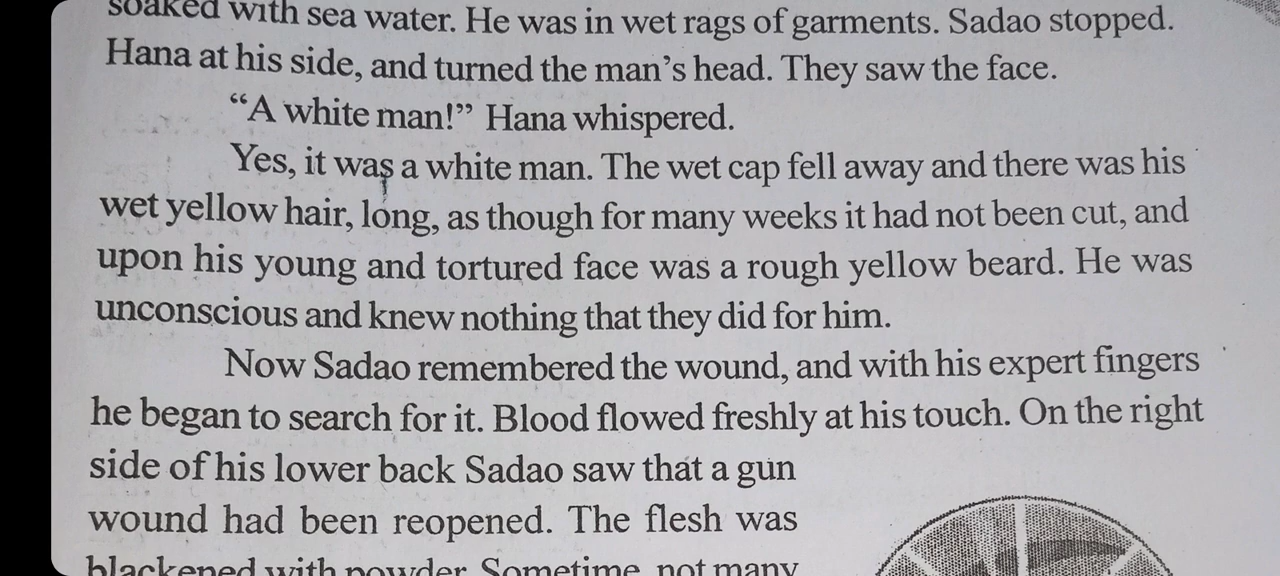 soaked with sea water. He was in wet rags of garments. Sadao stopped.
Hana at his side, and turned the man’s head. They saw the face.
“A white man!” Hana whispered.
Yes, it was a white man. The wet cap fell away and there was his
wet yellow hair, long, as though for many weeks it had not been cut, and
upon his young and tortured face was a rough yellow beard. He was
unconscious and knew nothing that they did for him.
Now Sadao remembered the wound, and with his expert fingers
he began to search for it. Blood flowed freshly at his touch. On the right
side of his lower back Sadao saw that a gun
wound had been reopened. The flesh was
blackened with powder. Sometime, not many